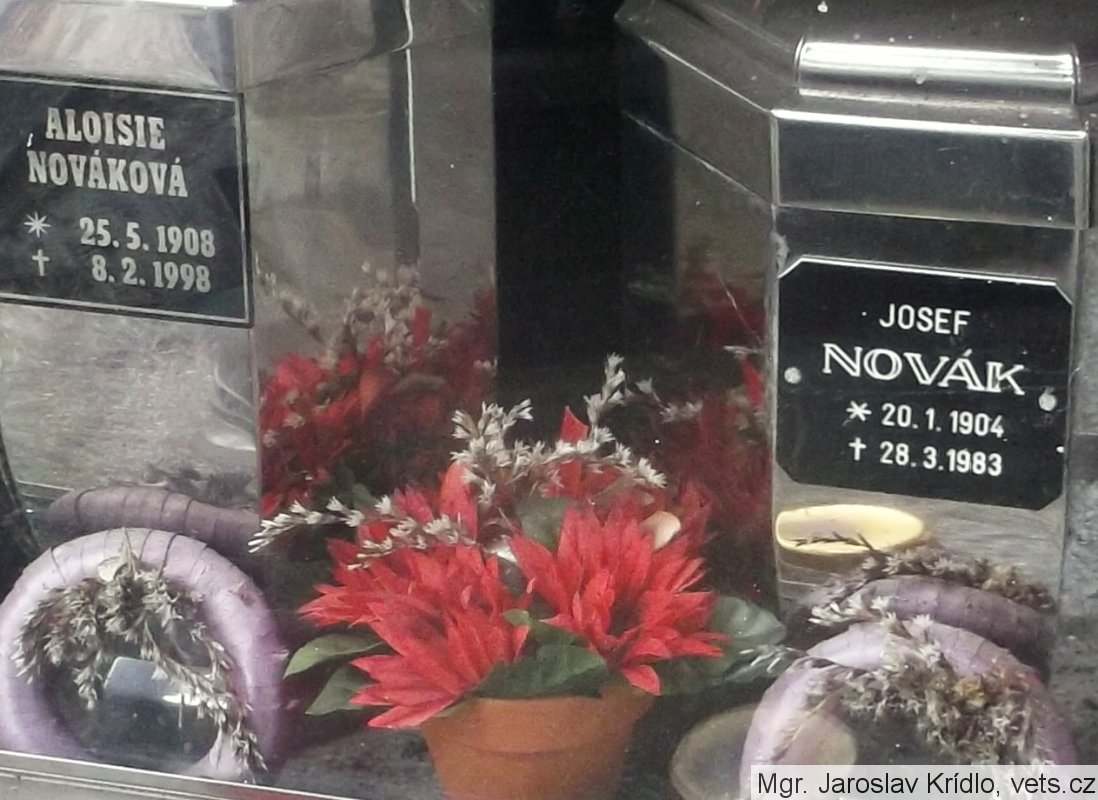 ALOISIE
NOVÁKOVÁ
* 25. 5. 1908
† 8. 2. 1998
JOSEF
NOVÁK
* 20. 1. 1904
† 28. 3. 1983
Mgr. Jaroslav Krídlo, vets.cz